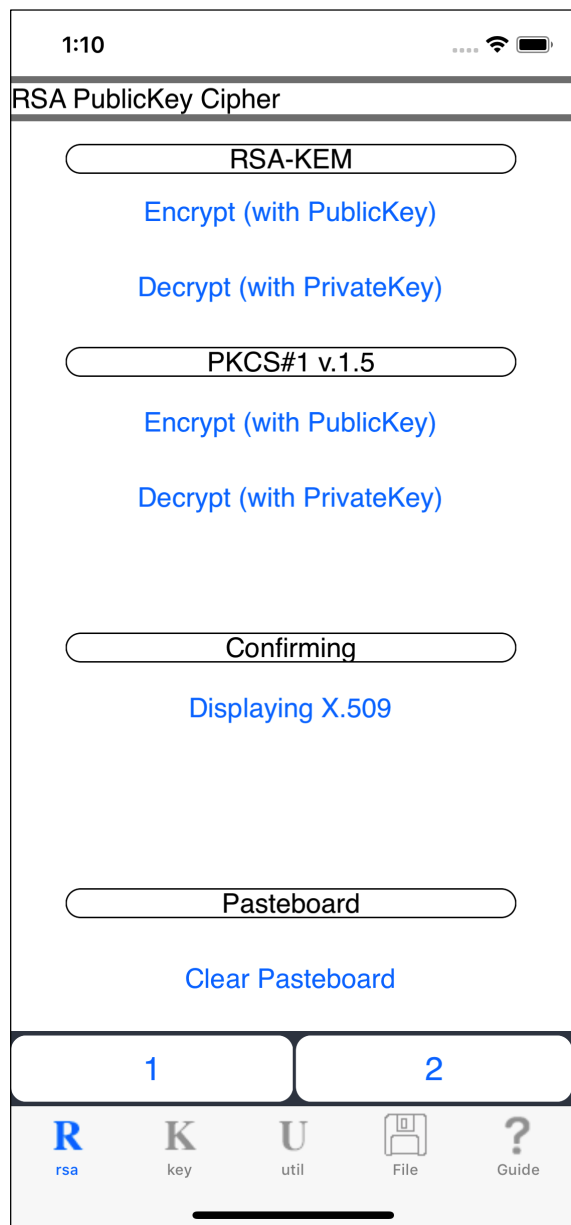 1:10
RSA PublicKey Cipher
RSA-KEM
Encrypt (with PublicKey)
Decrypt (with PrivateKey)
PKCS#1 v.1.5
Encrypt (with PublicKey)
Decrypt (with PrivateKey)
Confirming
Displaying X.509
Pasteboard
Clear Pasteboard
1 2
R K U ?
rsa key util File Guide